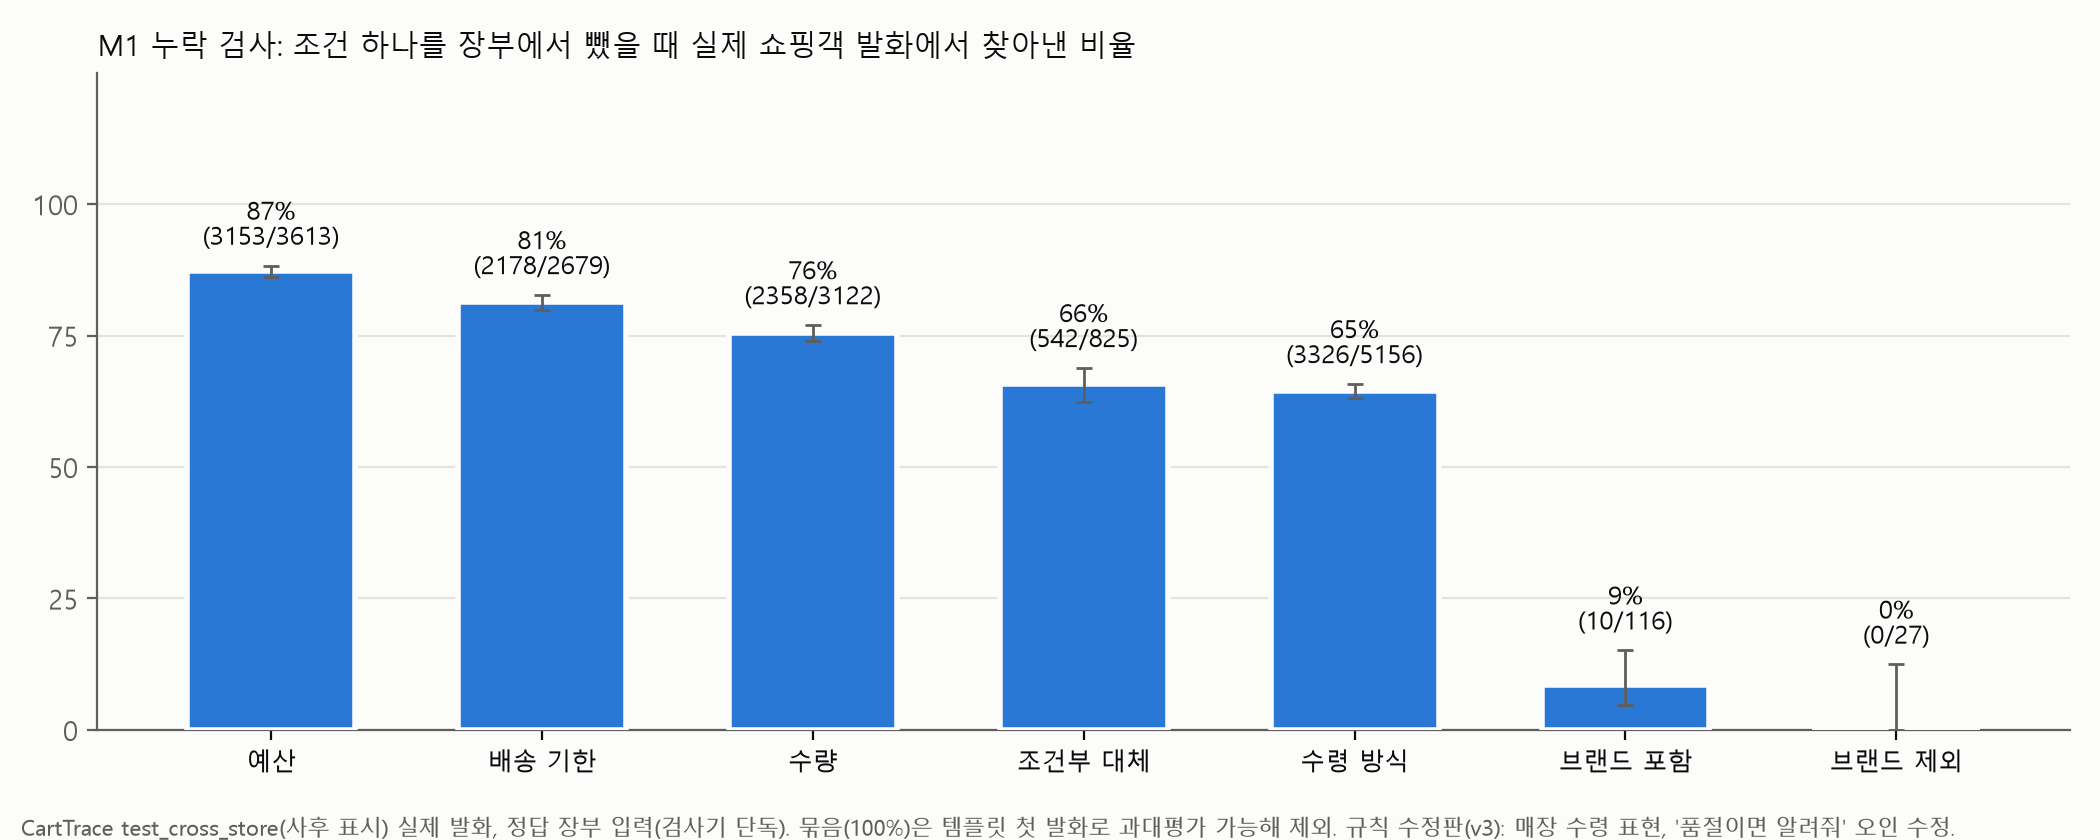 M1 누락 검사: 조건 하나를 장부에서 뺐을 때 실제 쇼핑객 발화에서 찾아낸 비율
100
75
50
25
0
87%
(3153/3613)
81%
(2178/2679)
76%
(2358/3122)
66%
(542/825)
65%
(3326/5156)
9%
(10/116)
0%
(0/27)
예산
배송 기한
수량
조건부 대체
수령 방식
브랜드 포함
브랜드 제외
CartTrace test_cross_store(사후 표시) 실제 발화, 정답 장부 입력(검사기 단독). 묶음(100%)은 템플릿 첫 발화로 과대평가 가능해 제외. 규칙 수정판(v3): 매장 수령 표현, '품절이면 알려줘' 오인 수정.